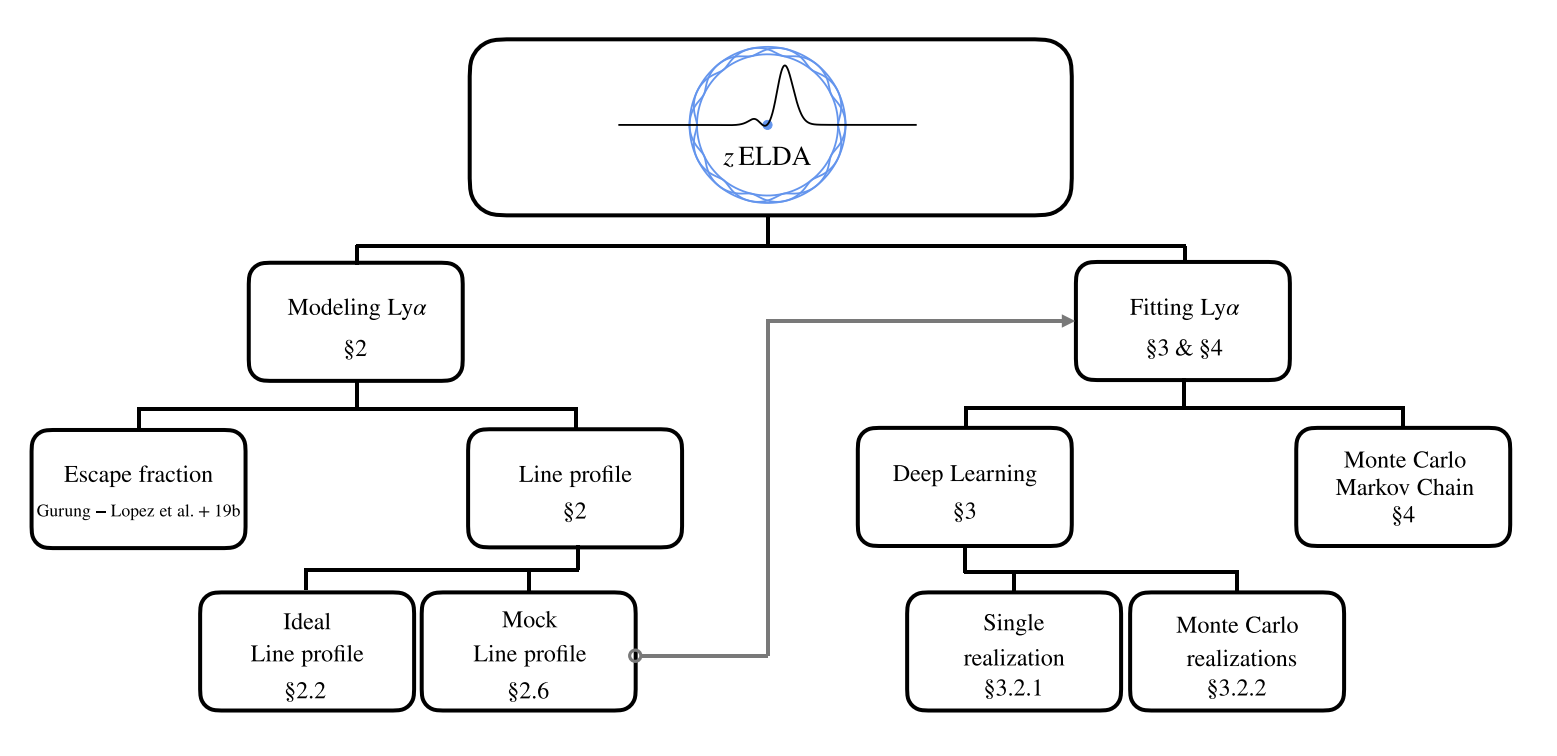 z ELDA
Modeling Lyα
§2
Fitting Lyα
§3 & §4
Escape fraction
Gurung − Lopez et al. + 19b
Line profile
§2
Deep Learning
§3
Monte Carlo
Markov Chain
§4
Ideal
Line profile
§2.2
Mock
Line profile
§2.6
Single
realization
§3.2.1
Monte Carlo
realizations
§3.2.2